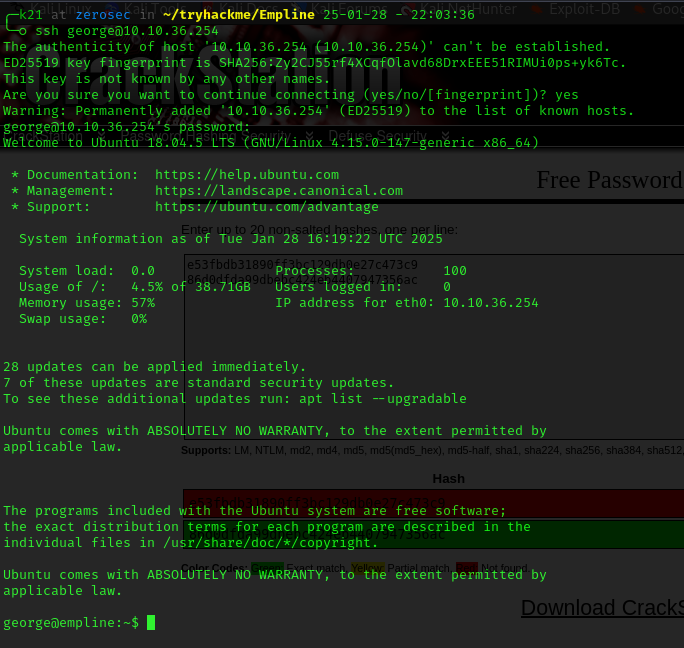 k21 at zerosec in ~/tryhackme/Empline 25-01-28 - 22:03:36
ssh george@10.10.36.254
The authenticity of host '10.10.36.254 (10.10.36.254)' can't be established.
ED25519 key fingerprint is SHA256:Zy2CJ55rf4XCqfOlavd68DrxEEE51RIMUi0ps+yk6Tc.
This key is not known by any other names.
Are you sure you want to continue connecting (yes/no/[fingerprint])? yes
Warning: Permanently added '10.10.36.254' (ED25519) to the list of known hosts.
george@10.10.36.254's password:
Welcome to Ubuntu 18.04.5 LTS (GNU/Linux 4.15.0-147-generic x86_64)
* Documentation:  https://help.ubuntu.com
* Management:     https://landscape.canonical.com
* Support:        https://ubuntu.com/advantage
Free Password
Enter up to 20 non-salted hashes, one per line:
System information as of Tue Jan 28 16:19:22 UTC 2025
System load:  0.0               Processes:           100
Usage of /:   4.5% of 38.71GB   Users logged in:     0
Memory usage: 57%               IP address for eth0: 10.10.36.254
Swap usage:   0%
28 updates can be applied immediately.
7 of these updates are standard security updates.
To see these additional updates run: apt list --upgradable
Ubuntu comes with ABSOLUTELY NO WARRANTY, to the extent permitted by
applicable law.
Supports: LM, NTLM, md2, md4, md5, md5(md5_hex), md5-half, sha1, sha224, sha256, sha384, sha512,
Hash
The programs included with the Ubuntu system are free software;
the exact distribution terms for each program are described in the
individual files in /usr/share/doc/*/copyright.
Color Codes: Exact match, Yellow: Partial match, Not found.
Ubuntu comes with ABSOLUTELY NO WARRANTY, to the extent permitted by
applicable law.
Download CrackS
george@empline:~$